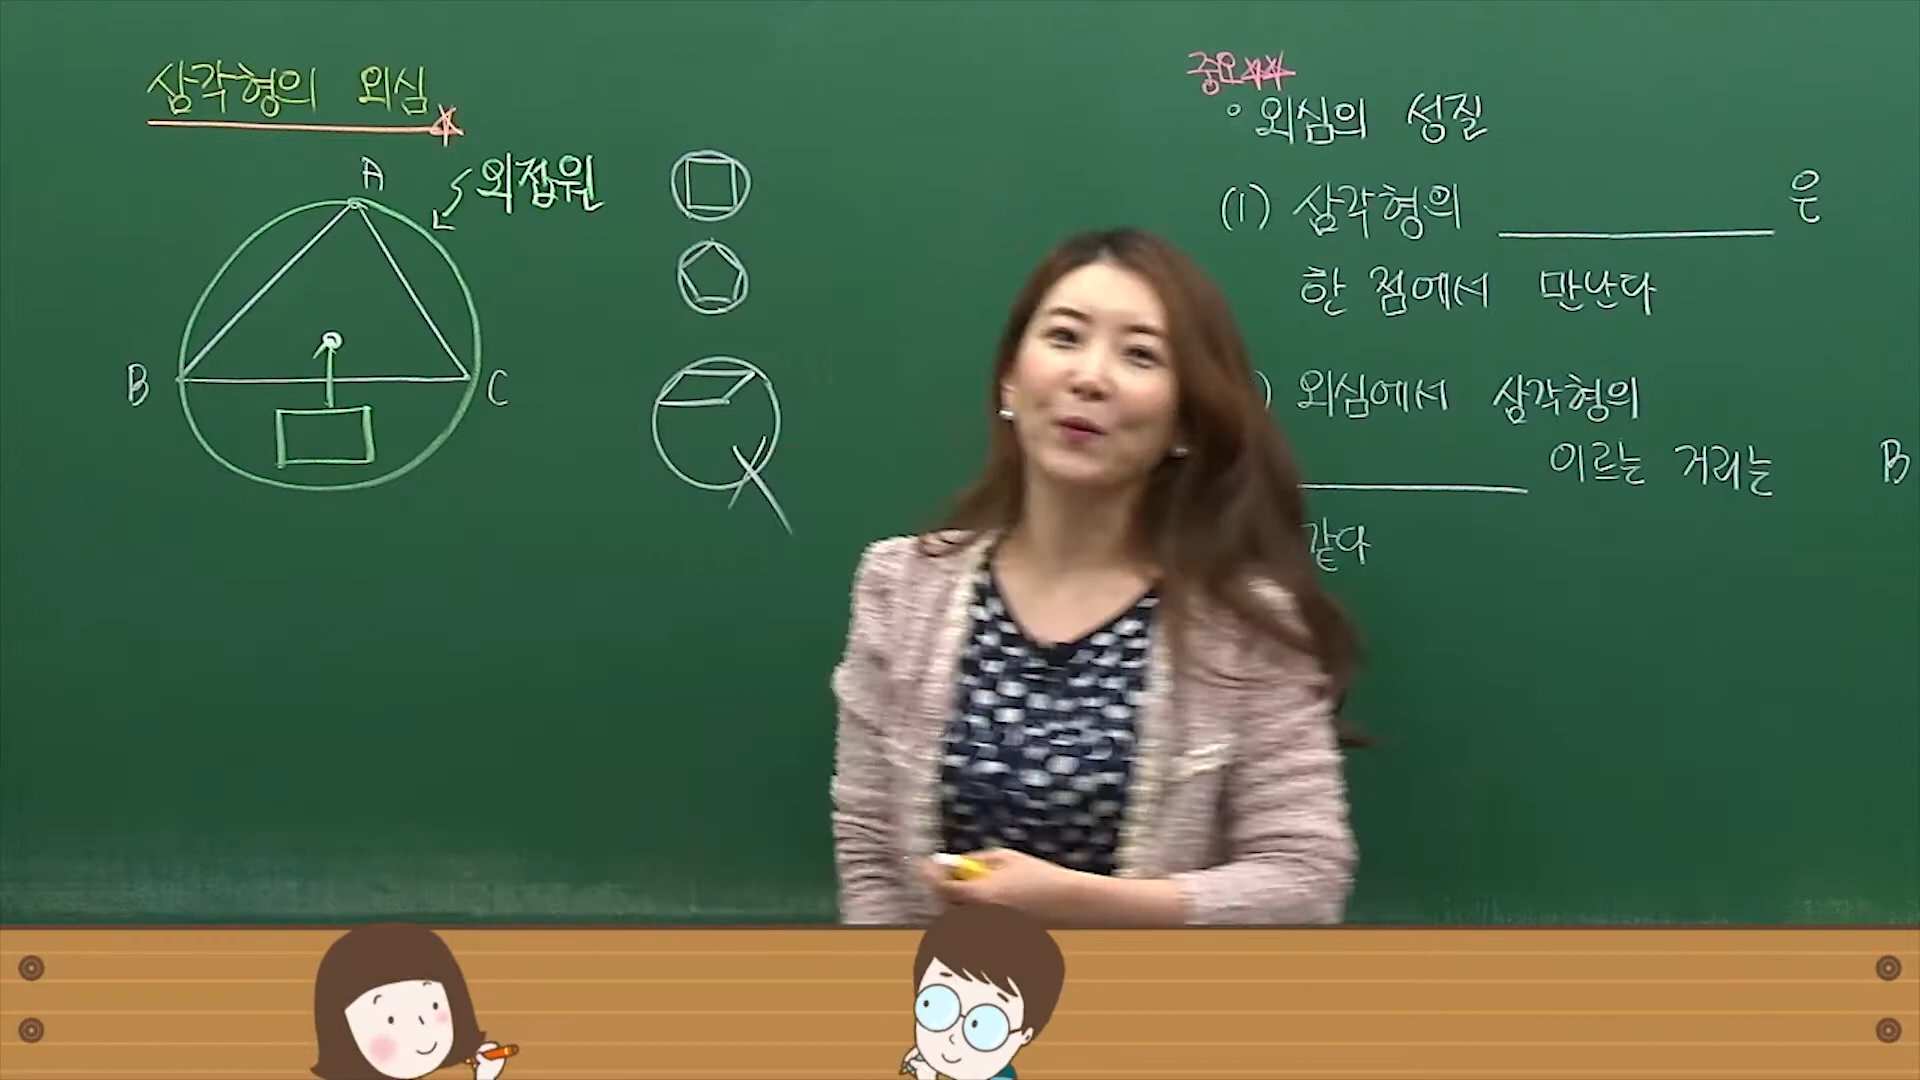 삼각형의 외심
A
외접원
B
C
중요
외심의 성질
(1) 삼각형의 ________ 은
한 점에서 만난다
) 외심에서 삼각형의
________ 이르는 거리는
같다
B